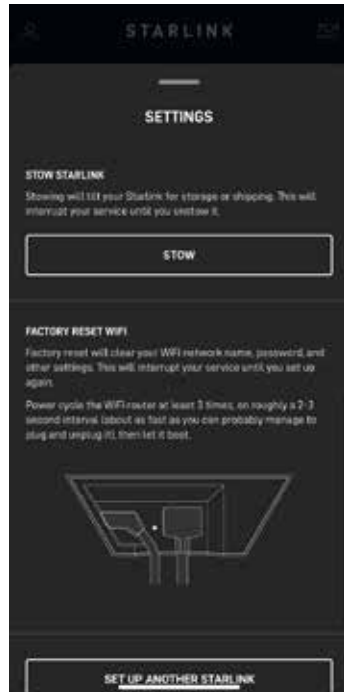 STARLINK
SETTINGS
STOW STARLINK
Stowing will tilt your Starlink for storage or shipping. This will
interrupt your service until you unstow it.
STOW
FACTORY RESET WIFI
Factory reset will clear your WIFI network name, password, and
other settings. This will interrupt your service until you set up
again.
Power cycle the WIFI router at least 3 times, on roughly a 2-3
second interval (about as fast as you can probably manage to
plug and unplug it), then let it boot.
SET UP ANOTHER STARLINK